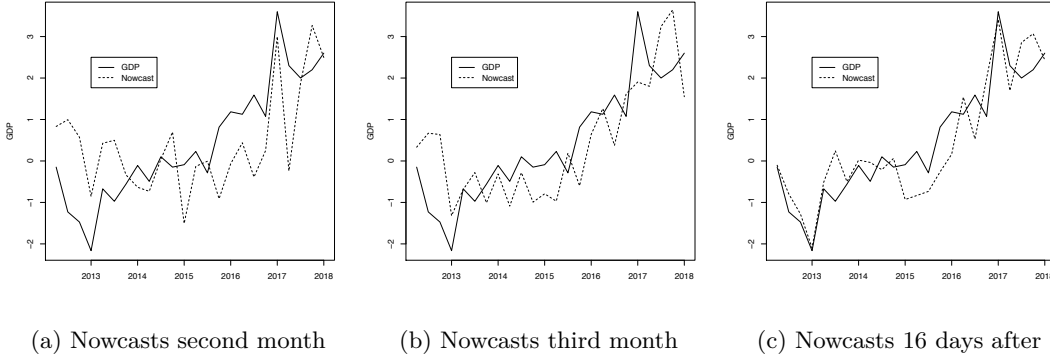 GDP
3
2
1
0
−1
−2
GDP
Nowcast
2013 2014 2015 2016 2017 2018
(a) Nowcasts second month
GDP
3
2
1
0
−1
−2
GDP
Nowcast
2013 2014 2015 2016 2017 2018
(b) Nowcasts third month
GDP
3
2
1
0
−1
−2
GDP
Nowcast
2013 2014 2015 2016 2017
(c) Nowcasts 16 days after